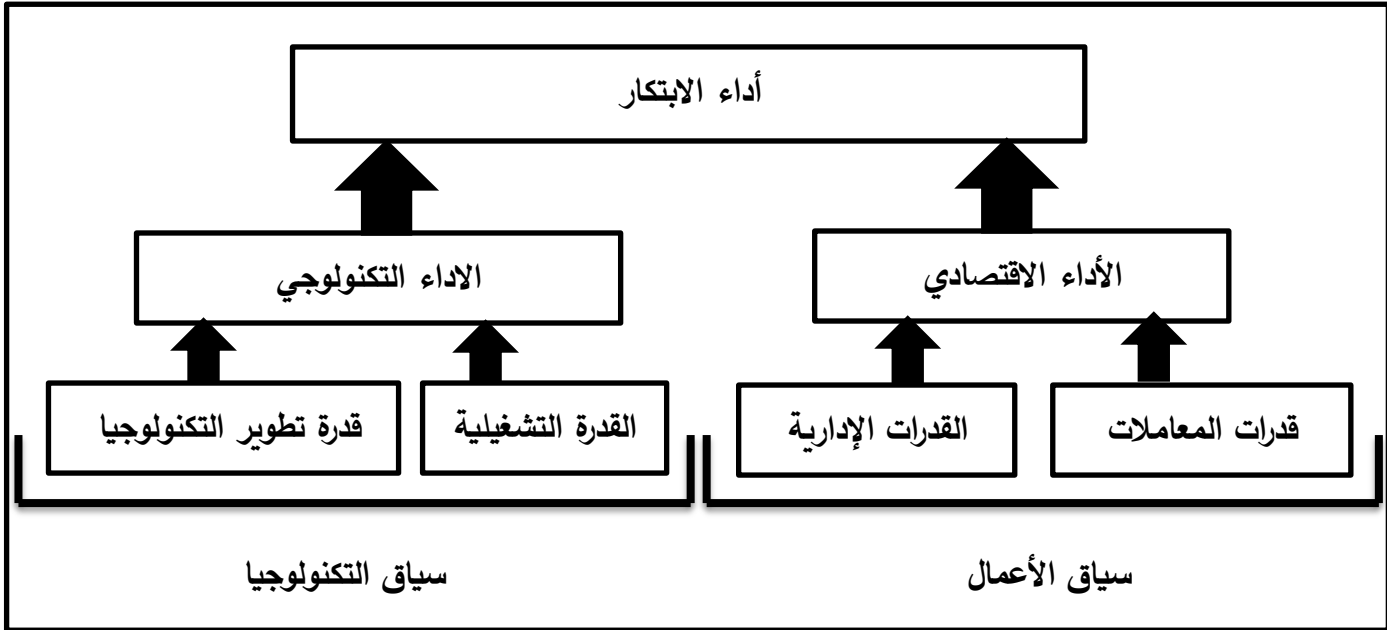 أداء الابتكار
الأداء الاقتصادي
الاداء التكنولوجي
قدرات المعاملات
القدرات الإدارية
القدرة التشغيلية
قدرة تطوير التكنولوجيا
سياق الأعمال
سياق التكنولوجيا